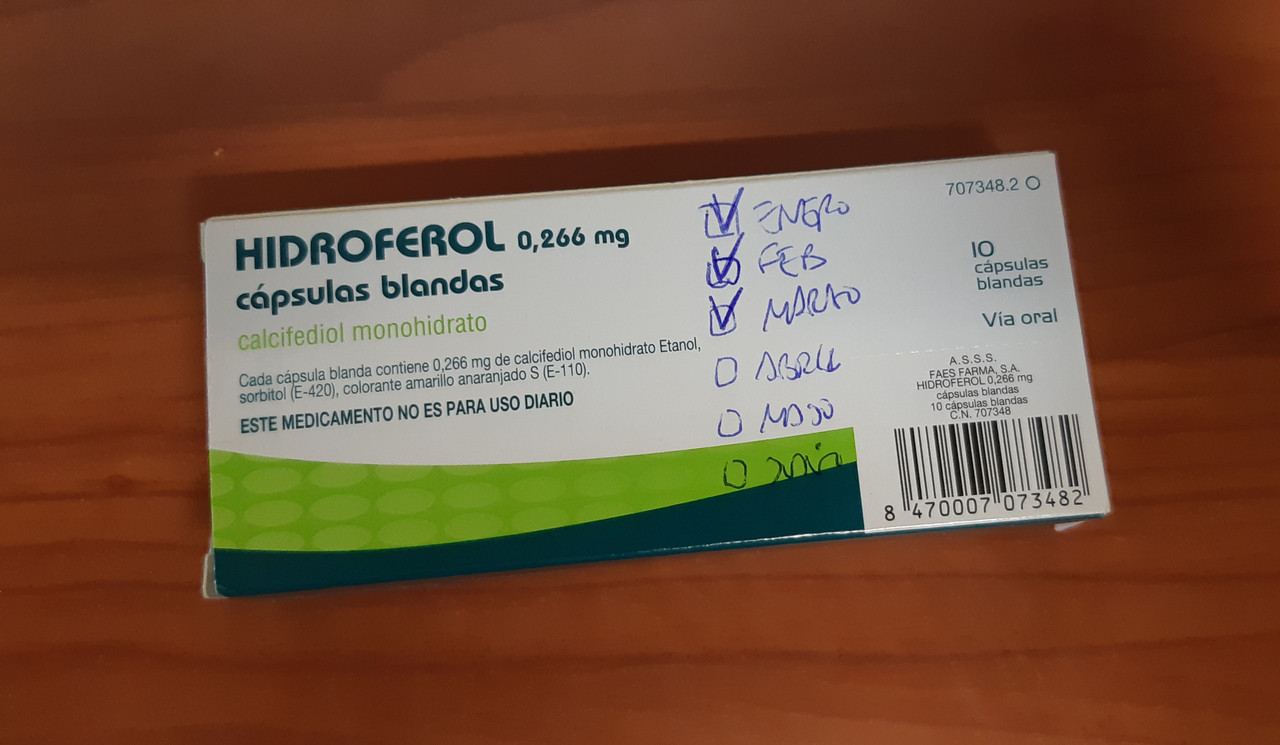 HIDROFEROL 0,266 mg
cápsulas blandas
calcifediol monohidrato
Cada cápsula blanda contiene 0,266 mg de calcifediol monohidrato Etanol,
sorbitol (E-420), colorante amarillo anaranjado S (E-110).
ESTE MEDICAMENTO NO ES PARA USO DIARIO
ENERO
FEB
MARZO
ABRIL
MAYO
JUNIO
707348.2
10
cápsulas
blandas
Vía oral
A.S.S.S.
FAES FARMA, S.A.
HIDROFEROL 0,266 mg
cápsulas blandas
10 cápsulas blandas
C.N. 707348
8 470007 073482